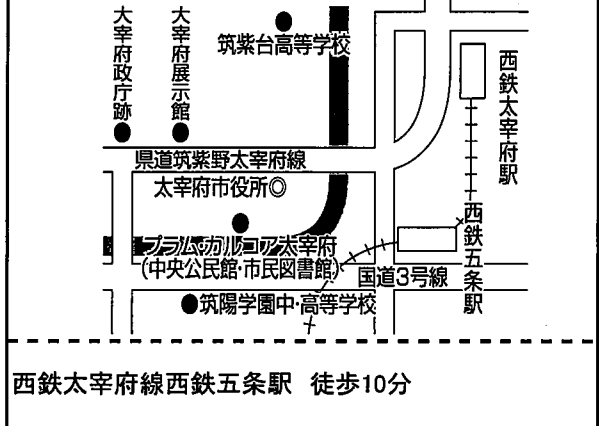 大宰府政庁跡
大宰府展示館
筑紫台高等学校
西鉄太宰府駅
県道筑紫野太宰府線
太宰府市役所◎
プラム・カルコア太宰府
(中央公民館・市民図書館)
西鉄五条駅
国道3号線
筑陽学園中・高等学校
西鉄太宰府線西鉄五条駅 徒歩10分